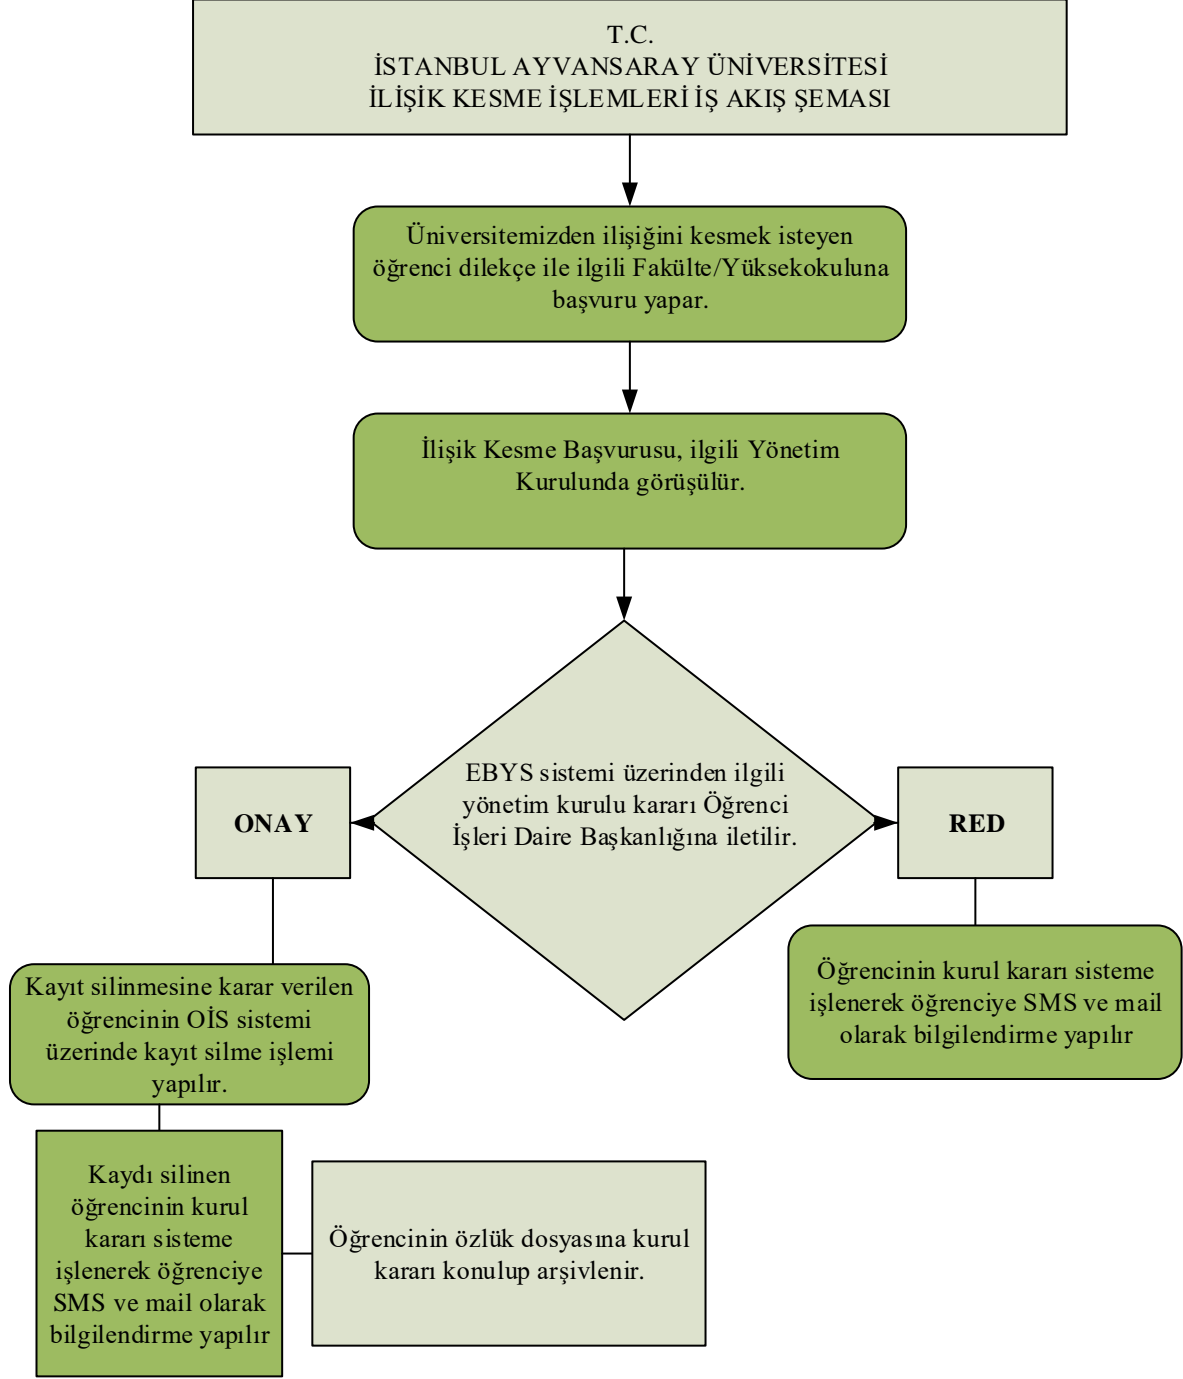 T.C.
İSTANBUL AYVANSARAY ÜNİVERSİTESİ
İLİŞİK KESME İŞLEMLERİ İŞ AKIŞ ŞEMASI
Üniversitemizden ilişiğini kesmek isteyen
öğrenci dilekçe ile ilgili Fakülte/Yüksekokuluna
başvuru yapar.
İlişik Kesme Başvurusu, ilgili Yönetim
Kurulunda görüşülür.
EBYS sistemi üzerinden ilgili
yönetim kurulu kararı Öğrenci
İşleri Daire Başkanlığına iletilir.
ONAY
RED
Kayıt silinmesine karar verilen
öğrencinin OİS sistemi
üzerinde kayıt silme işlemi
yapılır.
Öğrencinin kurul kararı sisteme
işlenerek öğrenciye SMS ve mail
olarak bilgilendirme yapılır
Kaydı silinen
öğrencinin kurul
kararı sisteme
işlenerek öğrenciye
SMS ve mail olarak
bilgilendirme yapılır
Öğrencinin özlük dosyasına kurul
kararı konulup arşivlenir.